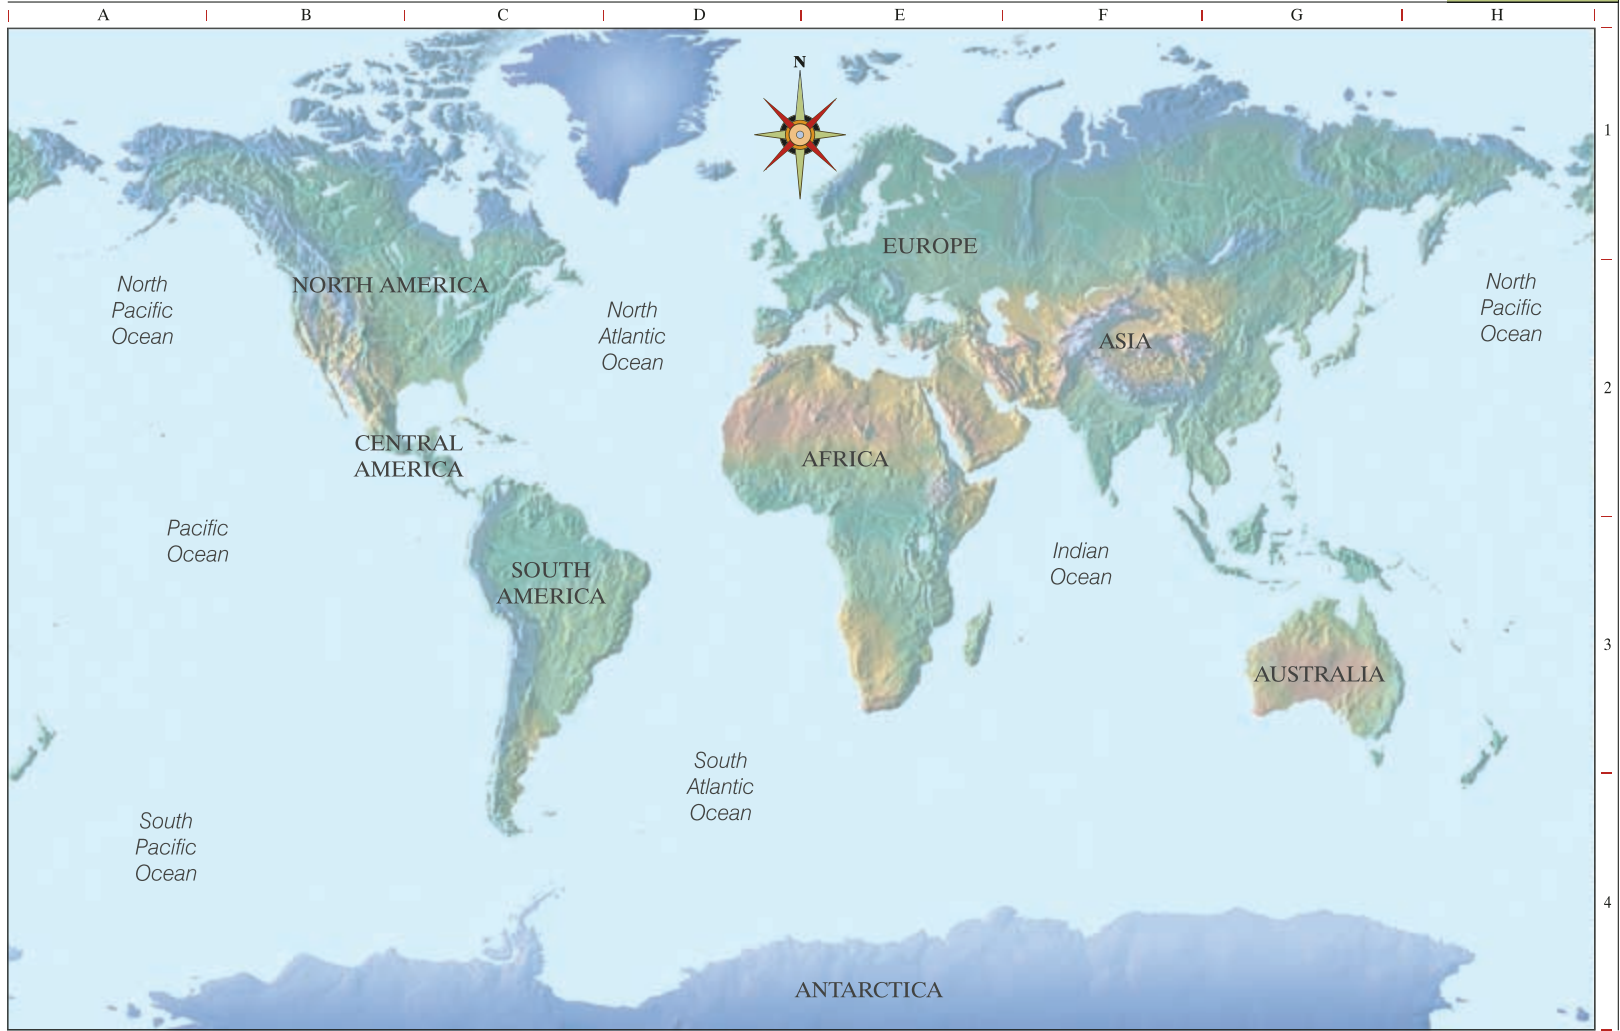 A B C D E F G H
N
1
EUROPE
NORTH AMERICA
North
Pacific
Ocean
North
Atlantic
Ocean
North
Pacific
Ocean
ASIA
2
CENTRAL
AMERICA
AFRICA
Pacific
Ocean
Indian
Ocean
SOUTH
AMERICA
3
AUSTRALIA
South
Atlantic
Ocean
South
Pacific
Ocean
4
ANTARCTICA